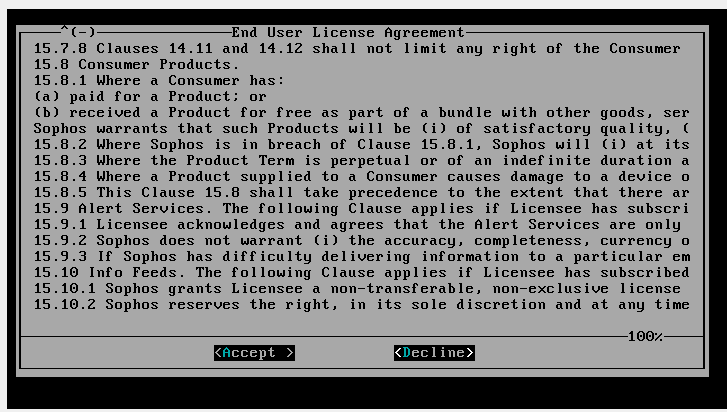 ^(-)
End User License Agreement
15.7.8 Clauses 14.11 and 14.12 shall not limit any right of the Consumer
15.8 Consumer Products.
15.8.1 Where a Consumer has:
(a) paid for a Product; or
(b) received a Product for free as part of a bundle with other goods, ser
Sophos warrants that such Products will be (i) of satisfactory quality, (
15.8.2 Where Sophos is in breach of Clause 15.8.1, Sophos will (i) at its
15.8.3 Where the Product Term is perpetual or of an indefinite duration a
15.8.4 Where a Product supplied to a Consumer causes damage to a device o
15.8.5 This Clause 15.8 shall take precedence to the extent that there ar
15.9 Alert Services. The following Clause applies if Licensee has subscri
15.9.1 Licensee acknowledges and agrees that the Alert Services are only
15.9.2 Sophos does not warrant (i) the accuracy, completeness, currency o
15.9.3 If Sophos has difficulty delivering information to a particular em
15.10 Info Feeds. The following Clause applies if Licensee has subscribed
15.10.1 Sophos grants Licensee a non-transferable, non-exclusive license
15.10.2 Sophos reserves the right, in its sole discretion and at any time
100%
<Accept > <Decline>